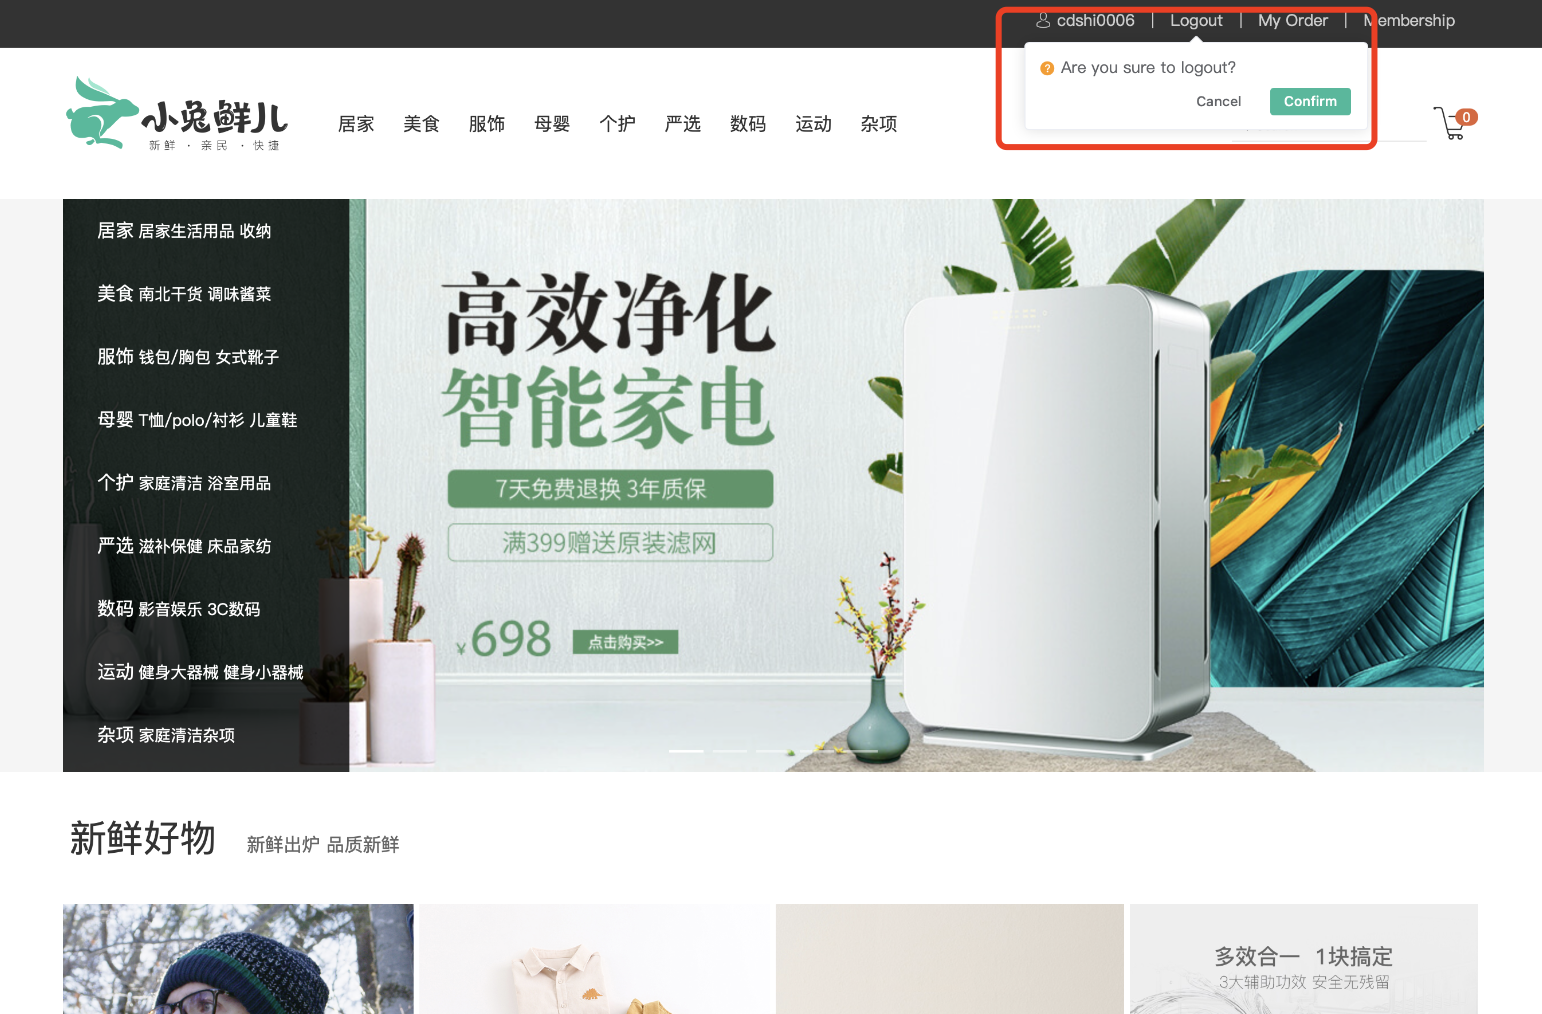 cdshi0006 | Logout | My Order | Membership
Are you sure to logout?
Cancel Confirm
小兔鲜儿
新鲜 · 亲民 · 快捷
居家 美食 服饰 母婴 个护 严选 数码 运动 杂项
0
居家 居家生活用品 收纳
美食 南北干货 调味酱菜
服饰 钱包/胸包 女式靴子
母婴 T恤/polo/衬衫 儿童鞋
个护 家庭清洁 浴室用品
严选 滋补保健 床品家纺
数码 影音娱乐 3C数码
运动 健身大器械 健身小器械
杂项 家庭清洁杂项
高效净化
智能家电
7天免费退换 3年质保
满399赠送原装滤网
¥698 点击购买>>
新鲜好物 新鲜出炉 品质新鲜
多效合一 1块搞定
3大辅助功效 安全无残留